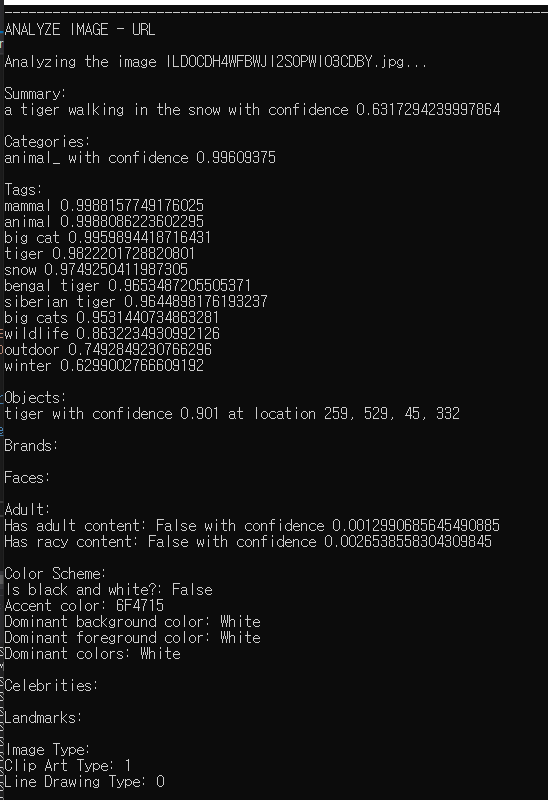 ----------------------------------------------------------
ANALYZE IMAGE - URL
Analyzing the image ILDOCDH4WFBWJI2SOPWIO3CDBY.jpg...
Summary:
a tiger walking in the snow with confidence 0.6317294239997864
Categories:
animal_ with confidence 0.99609375
Tags:
mammal 0.9988157749176025
animal 0.9988086223602295
big cat 0.9959894418716431
tiger 0.9822201728820801
snow 0.9749250411987305
bengal tiger 0.9653487205505371
siberian tiger 0.9644898176193237
big cats 0.9531440734863281
wildlife 0.8632234930992126
outdoor 0.7492849230766296
winter 0.6299002766609192
Objects:
tiger with confidence 0.901 at location 259, 529, 45, 332
Brands:
Faces:
Adult:
Has adult content: False with confidence 0.0012990685645490885
Has racy content: False with confidence 0.0026538558304309845
Color Scheme:
Is black and white?: False
Accent color: 6F4715
Dominant background color: White
Dominant foreground color: White
Dominant colors: White
Celebrities:
Landmarks:
Image Type:
Clip Art Type: 1
Line Drawing Type: 0